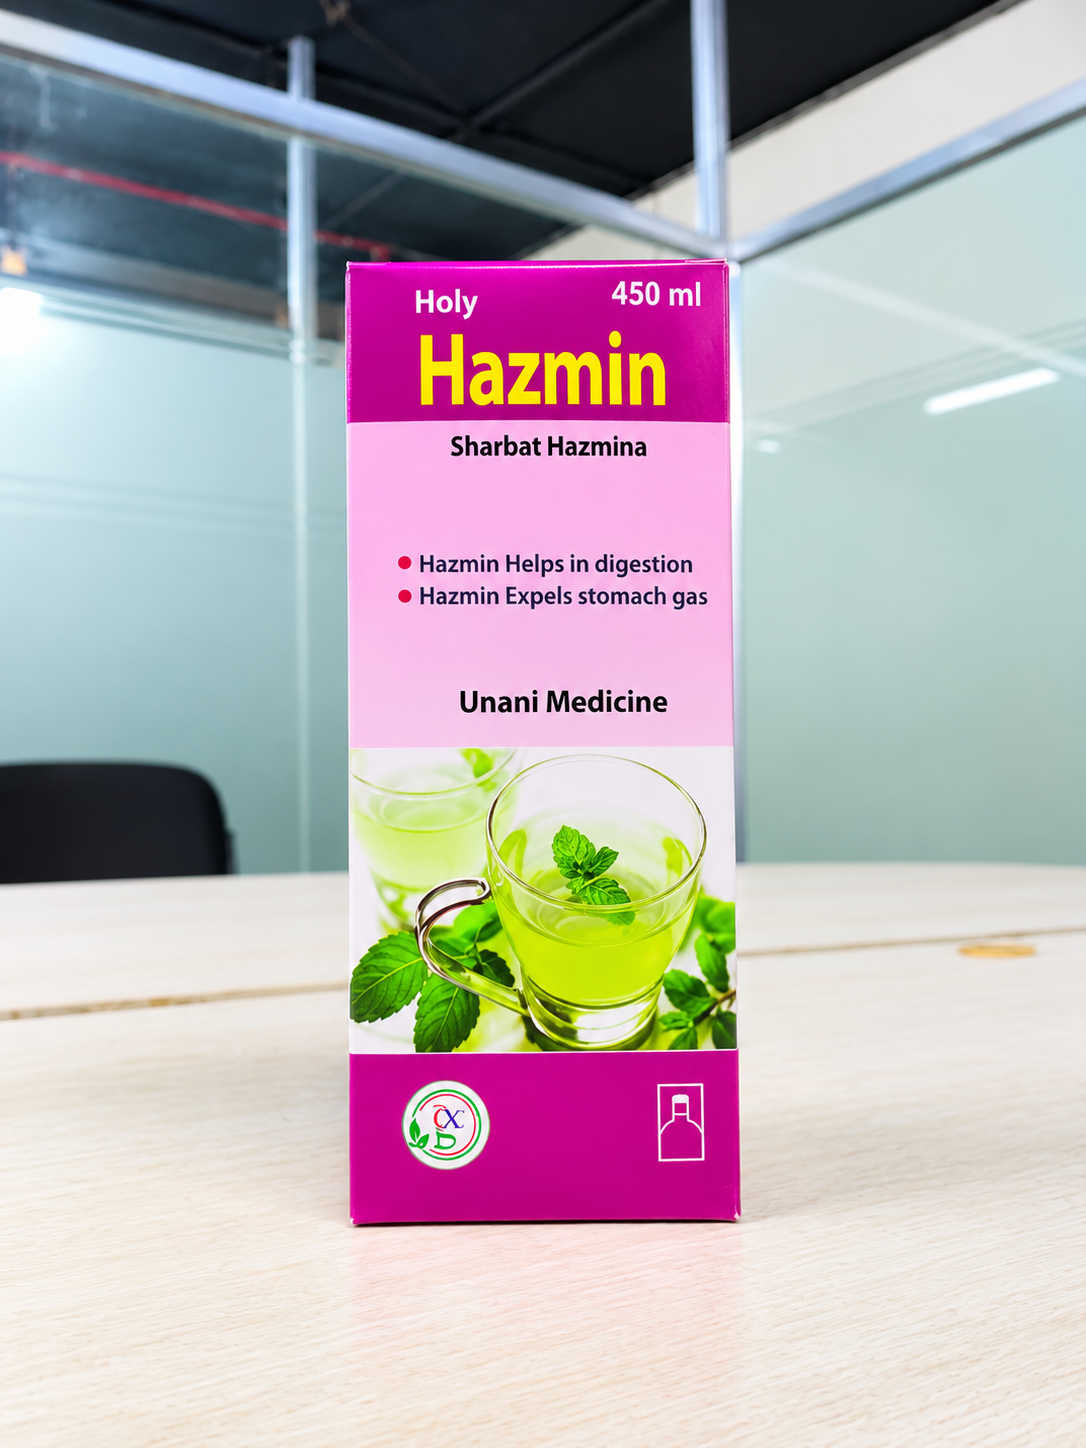 Holy
450 ml
Hazmin
Sharbat Hazmina
Hazmin Helps in digestion
Hazmin Expels stomach gas
Unani Medicine